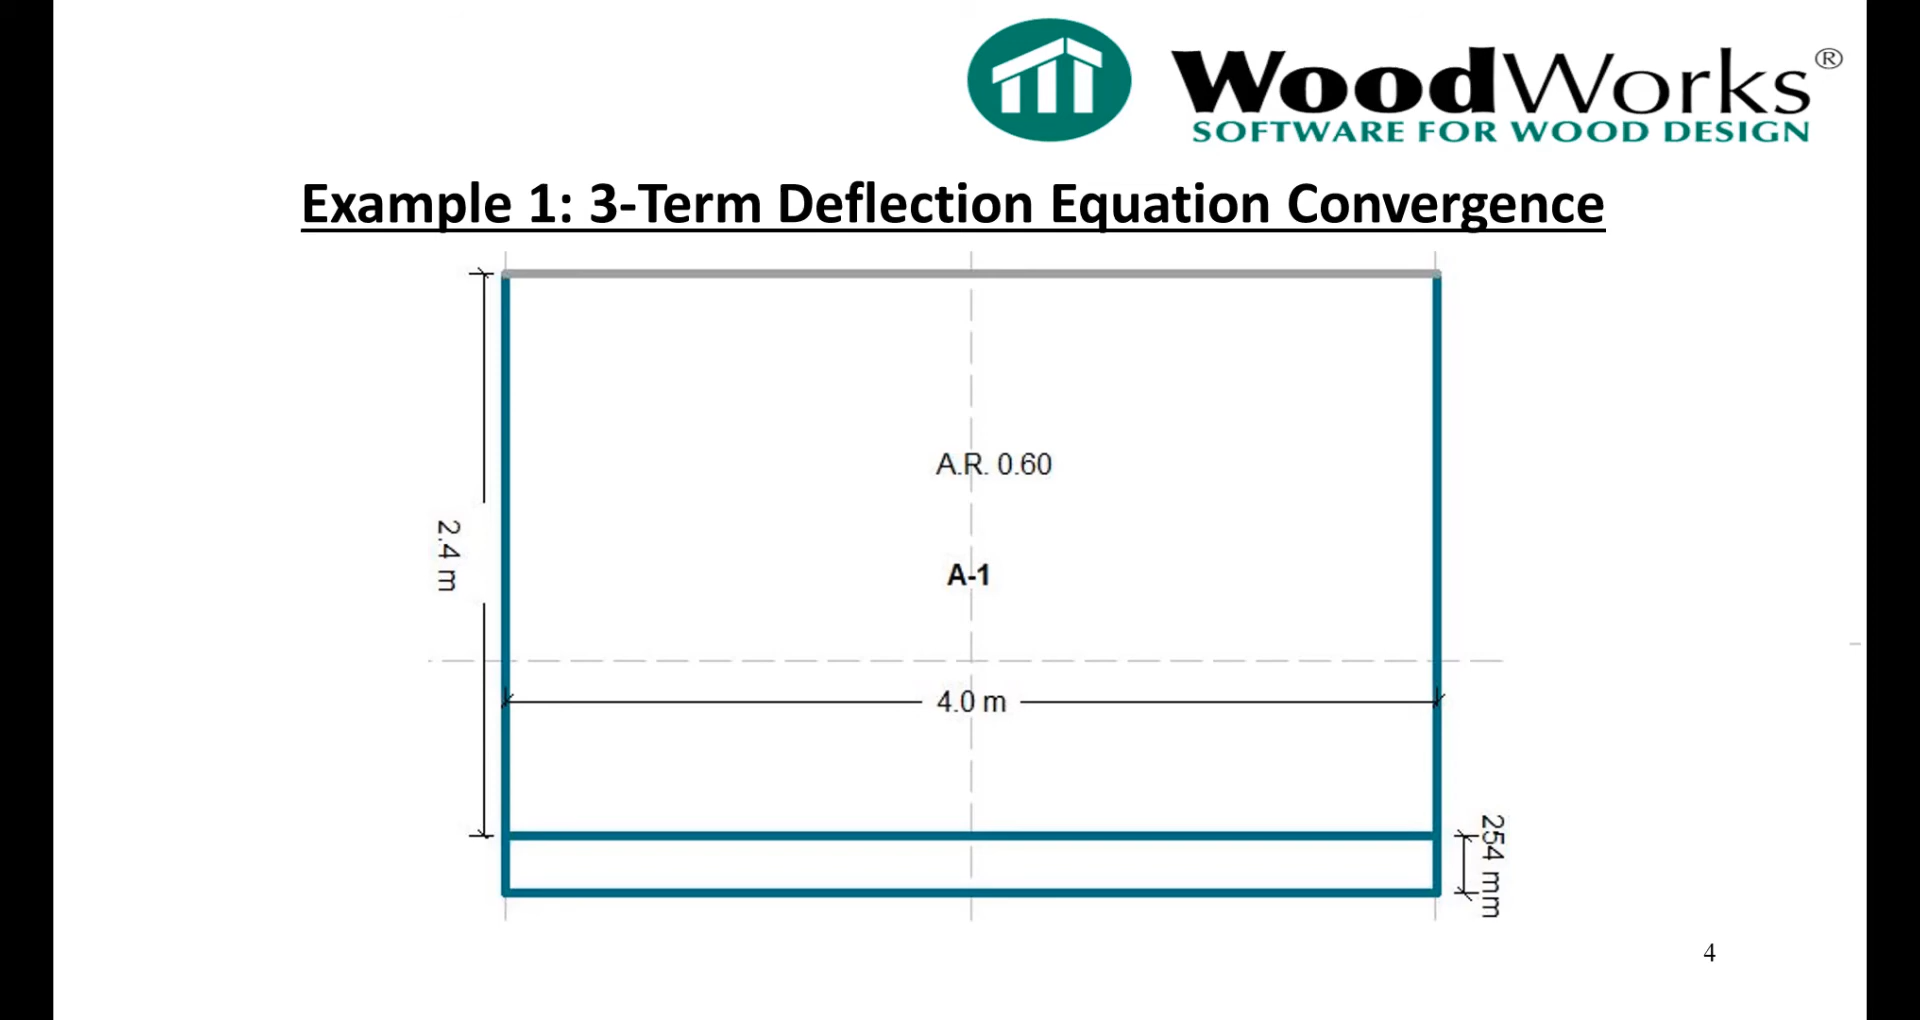 WoodWorks®
SOFTWARE FOR WOOD DESIGN
Example 1: 3-Term Deflection Equation Convergence
A.R. 0.60
2.4 m
A-1
4.0 m
254 mm
4